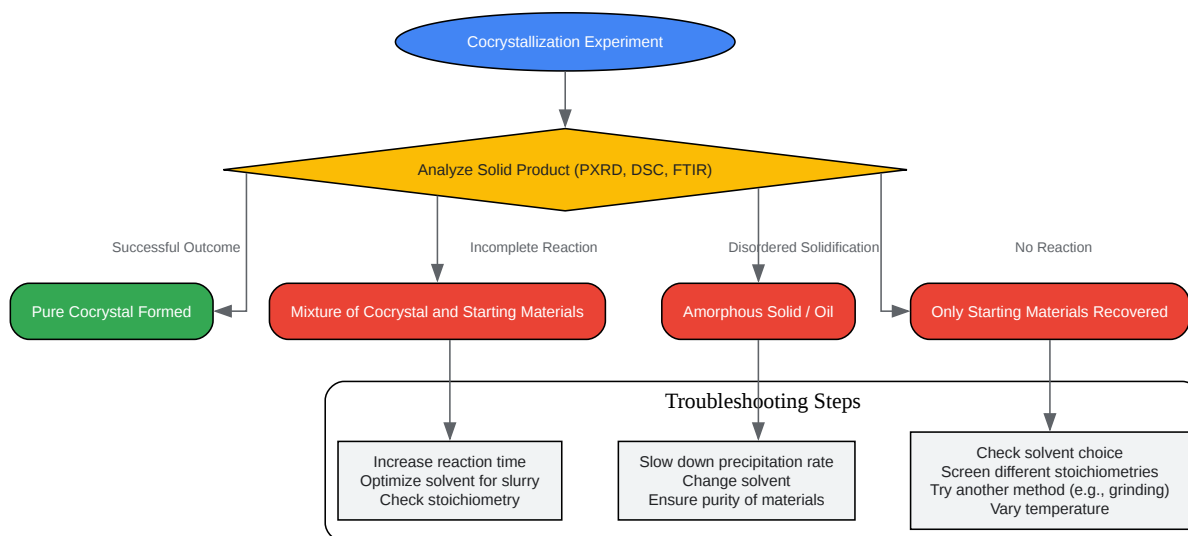 Cocrystallization Experiment
Analyze Solid Product (PXRD, DSC, FTIR)
Successful Outcome
Incomplete Reaction
Disordered Solidification
No Reaction
Pure Cocrystal Formed
Mixture of Cocrystal and Starting Materials
Amorphous Solid / Oil
Only Starting Materials Recovered
Troubleshooting Steps
Increase reaction time
Optimize solvent for slurry
Check stoichiometry
Slow down precipitation rate
Change solvent
Ensure purity of materials
Check solvent choice
Screen different stoichiometries
Try another method (e.g., grinding)
Vary temperature